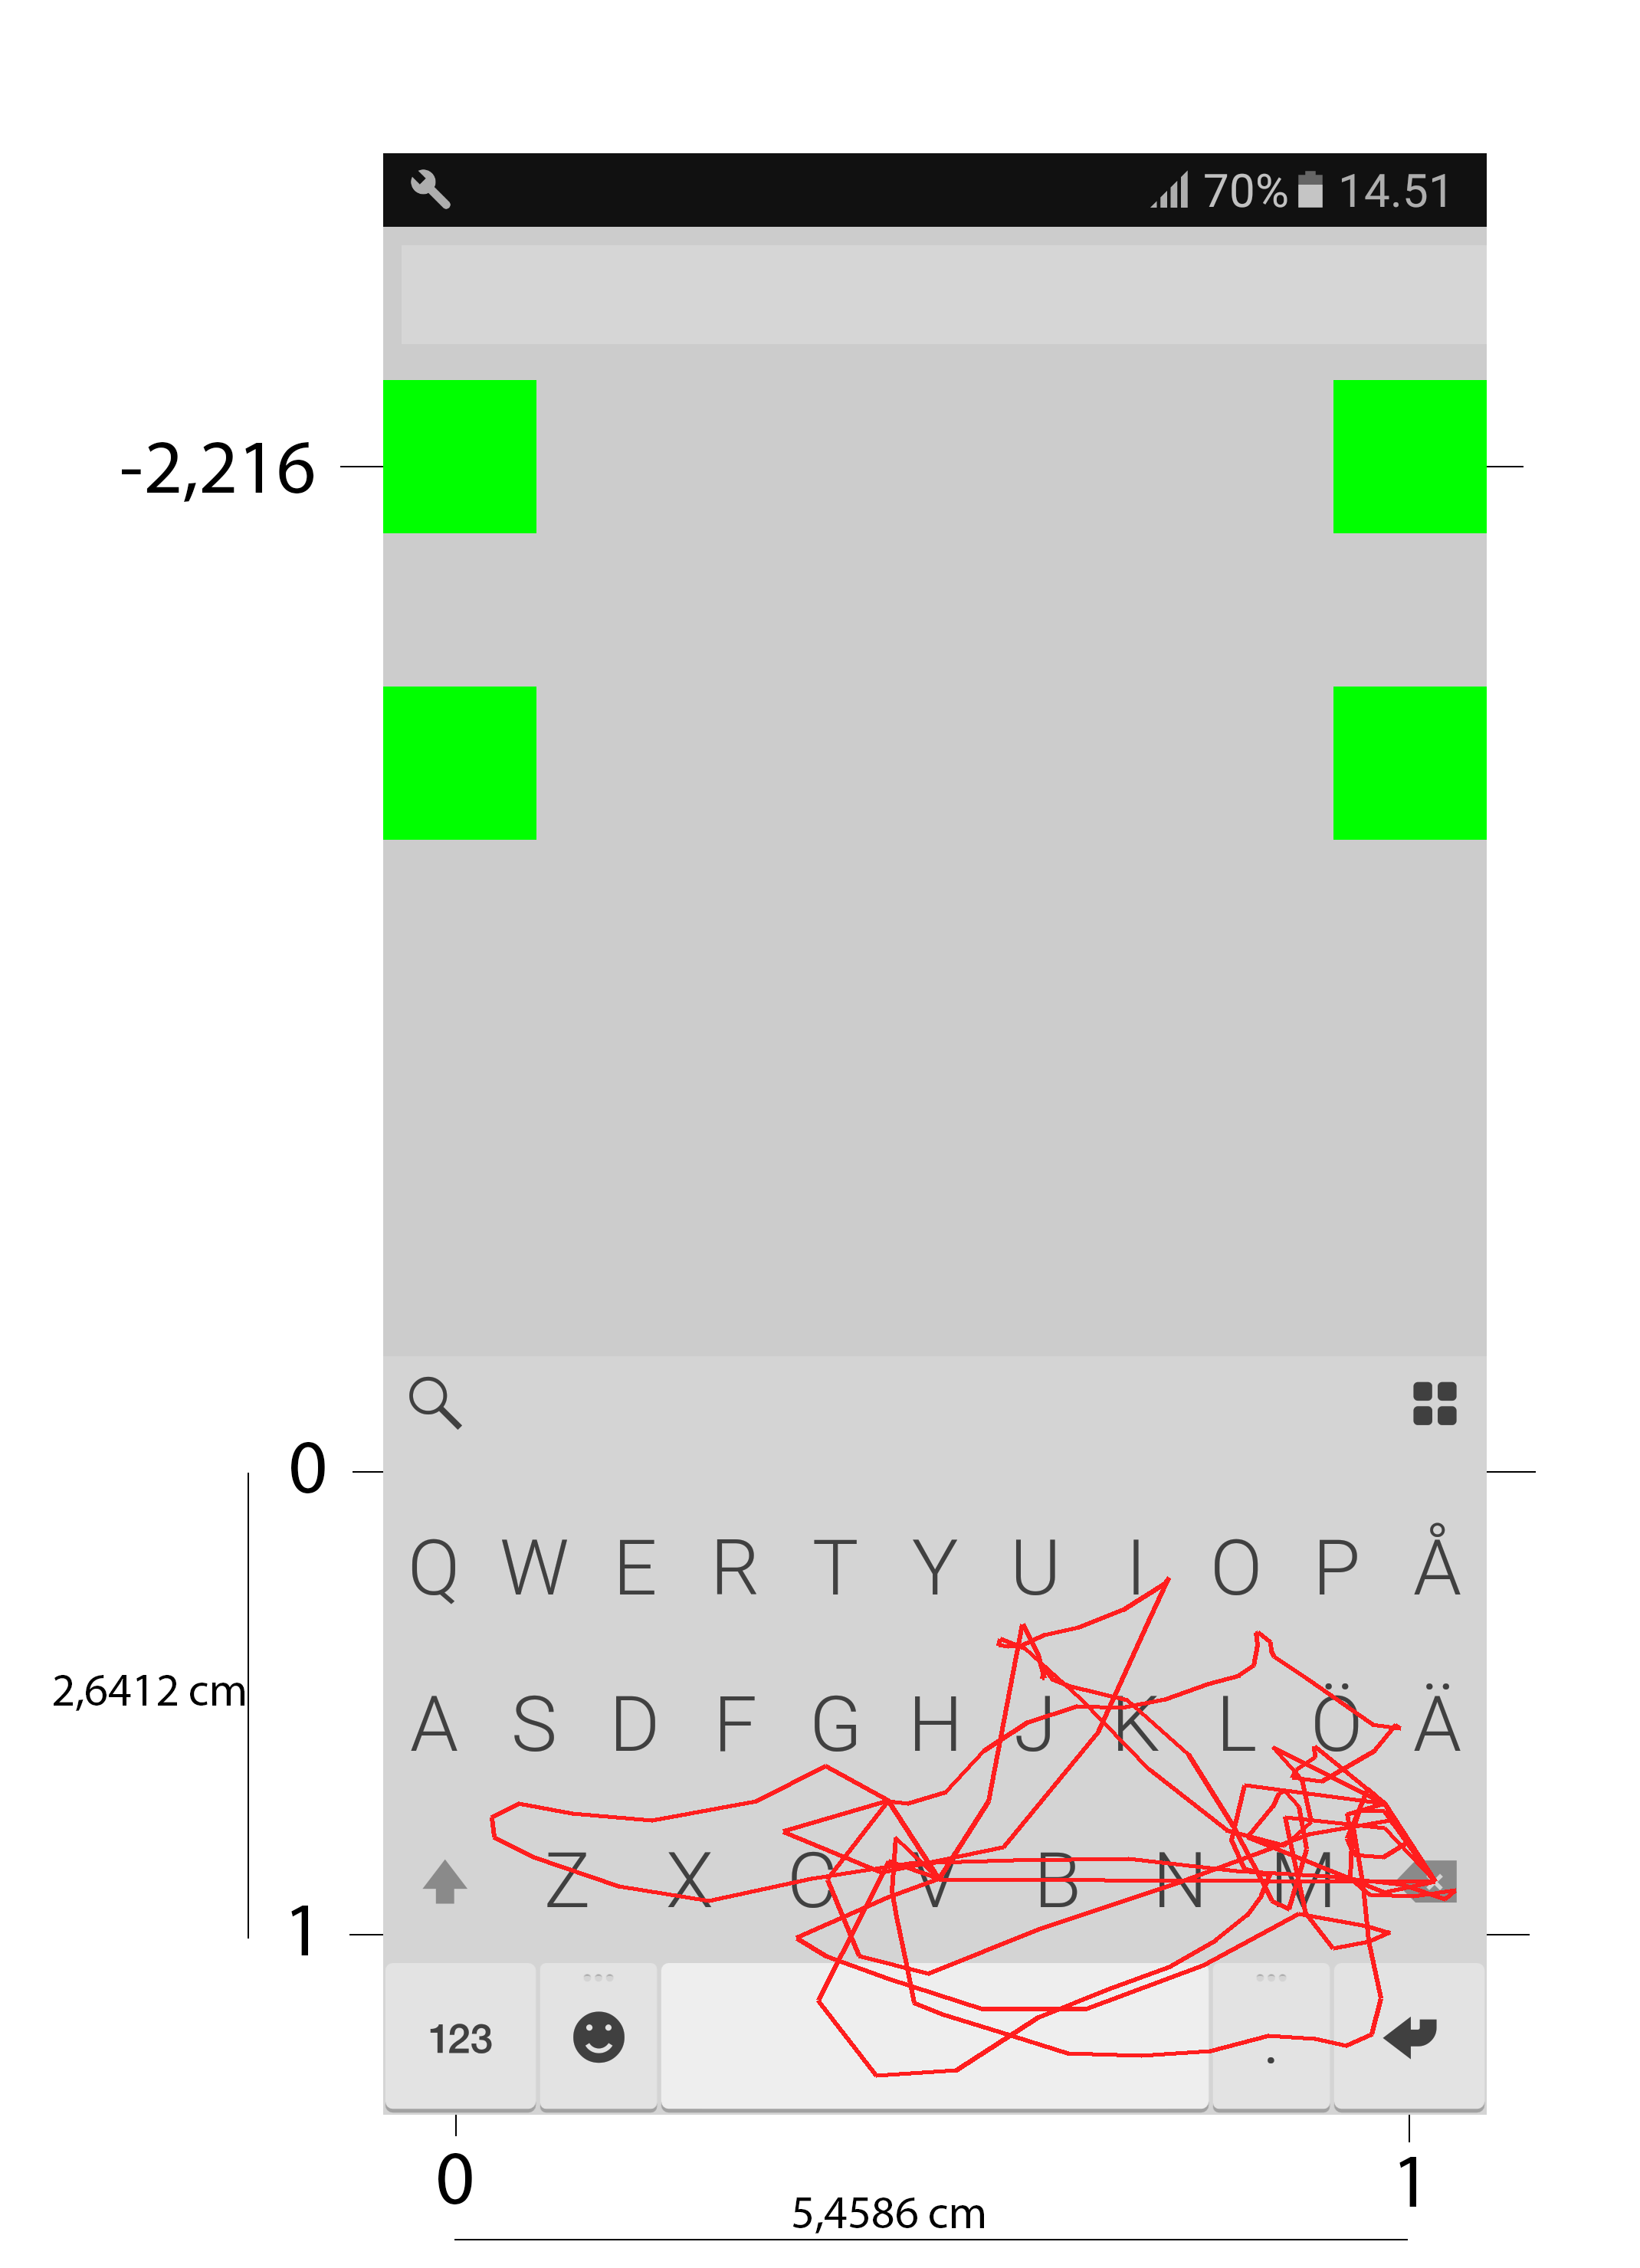 70% 14.51
-2,216
0
Q W E R T Y U I O P Å
2,6412 cm
A S D F G H J K L Ö Ä
Z X C V B N M
1
123 .
0 1
5,4586 cm